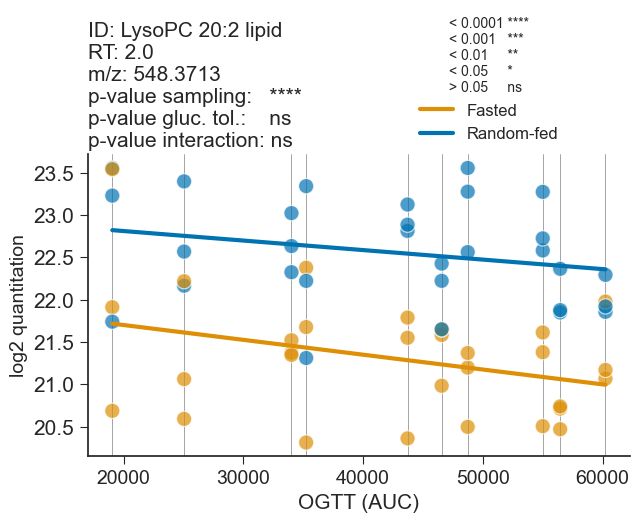 ID: LysoPC 20:2 lipid
RT: 2.0
m/z: 548.3713
p-value sampling: ****
p-value gluc. tol.: ns
p-value interaction: ns
< 0.0001 ****
< 0.001 ***
< 0.01 **
< 0.05 *
> 0.05 ns
Fasted
Random-fed
log2 quantitation
23.5
23.0
22.5
22.0
21.5
21.0
20.5
20000 30000 40000 50000 60000
OGTT (AUC)